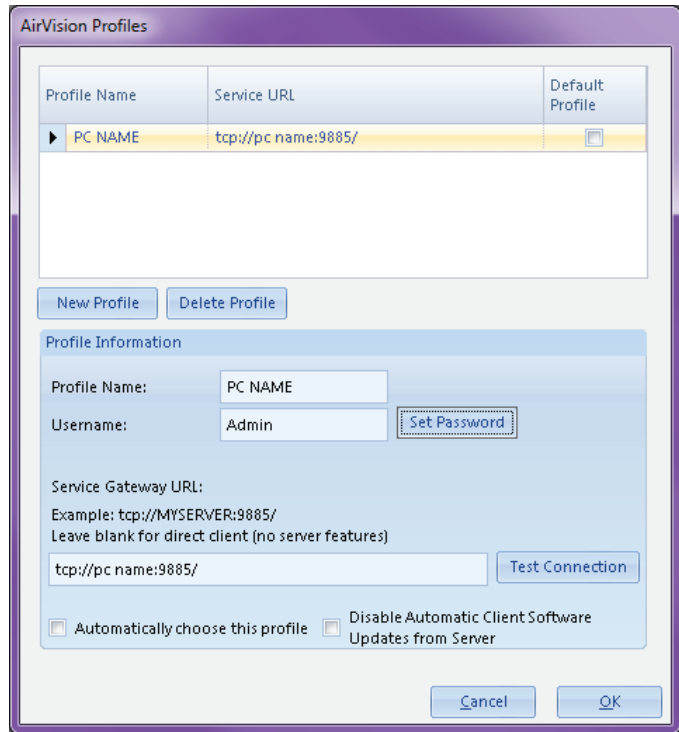 AirVision Profiles
Profile Name Service URL Default Profile
PC NAME tcp://pc name:9885/
New Profile Delete Profile
Profile Information
Profile Name: PC NAME
Username: Admin Set Password
Service Gateway URL:
Example: tcp://MYSERVER:9885/
Leave blank for direct client (no server features)
tcp://pc name:9885/ Test Connection
Automatically choose this profile Disable Automatic Client Software
Updates from Server
Cancel OK